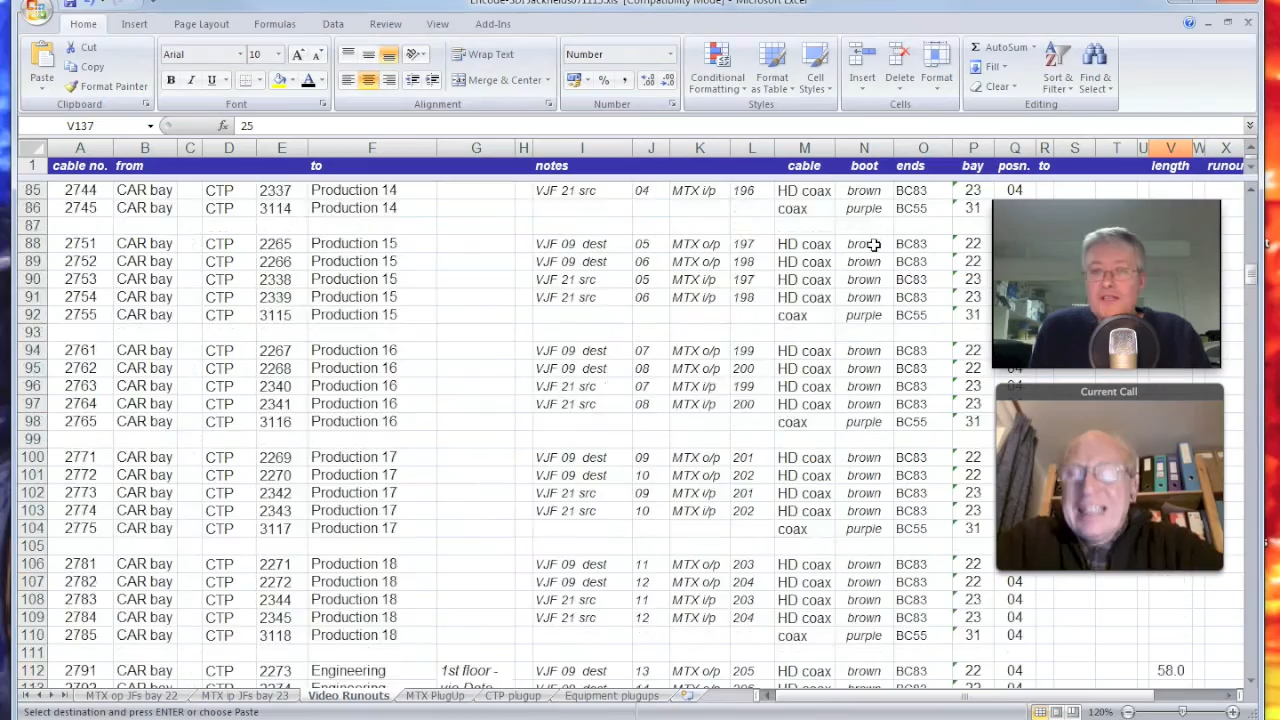 [Compatibility Mode] - Microsoft Excel
Home Insert Page Layout Formulas Data Review View Add-Ins
Paste Cut Arial 10 Wrap Text Number Conditional Formatting Format as Table Cell Styles Insert Delete Format AutoSum Sort & Filter Find & Select
Copy Fill
Format Painter Merge & Center Clear
Clipboard Font Alignment Number Styles Cells Editing
V137 fx 25
A B C D E F G H I J K L M N O P Q R S T U V W X
1 cable no. from to notes cable boot ends bay posn. to length runou
85 2744 CAR bay CTP 2337 Production 14 VJF 21 src 04 MTX i/p 196 HD coax brown BC83 23 04
86 2745 CAR bay CTP 3114 Production 14 coax purple BC55 31
87
88 2751 CAR bay CTP 2265 Production 15 VJF 09 dest 05 MTX o/p 197 HD coax brown BC83 22
89 2752 CAR bay CTP 2266 Production 15 VJF 09 dest 06 MTX o/p 198 HD coax brown BC83 22
90 2753 CAR bay CTP 2338 Production 15 VJF 21 src 05 MTX i/p 197 HD coax brown BC83 23
91 2754 CAR bay CTP 2339 Production 15 VJF 21 src 06 MTX i/p 198 HD coax brown BC83 23
92 2755 CAR bay CTP 3115 Production 15 coax purple BC55 31
93
94 2761 CAR bay CTP 2267 Production 16 VJF 09 dest 07 MTX o/p 199 HD coax brown BC83 22
95 2762 CAR bay CTP 2268 Production 16 VJF 09 dest 08 MTX o/p 200 HD coax brown BC83 22
96 2763 CAR bay CTP 2340 Production 16 VJF 21 src 07 MTX i/p 199 HD coax brown BC83 23 04
97 2764 CAR bay CTP 2341 Production 16 VJF 21 src 08 MTX i/p 200 HD coax brown BC83 23
98 2765 CAR bay CTP 3116 Production 16 coax purple BC55 31
99
100 2771 CAR bay CTP 2269 Production 17 VJF 09 dest 09 MTX o/p 201 HD coax brown BC83 22
101 2772 CAR bay CTP 2270 Production 17 VJF 09 dest 10 MTX o/p 202 HD coax brown BC83 22
102 2773 CAR bay CTP 2342 Production 17 VJF 21 src 09 MTX i/p 201 HD coax brown BC83 23
103 2774 CAR bay CTP 2343 Production 17 VJF 21 src 10 MTX i/p 202 HD coax brown BC83 23
104 2775 CAR bay CTP 3117 Production 17 coax purple BC55 31
105
106 2781 CAR bay CTP 2271 Production 18 VJF 09 dest 11 MTX o/p 203 HD coax brown BC83 22
107 2782 CAR bay CTP 2272 Production 18 VJF 09 dest 12 MTX o/p 204 HD coax brown BC83 22 04
108 2783 CAR bay CTP 2344 Production 18 VJF 21 src 11 MTX i/p 203 HD coax brown BC83 23 04
109 2784 CAR bay CTP 2345 Production 18 VJF 21 src 12 MTX i/p 204 HD coax brown BC83 23 04
110 2785 CAR bay CTP 3118 Production 18 coax purple BC55 31 04
111
112 2791 CAR bay CTP 2273 Engineering 1st floor - VJF 09 dest 13 MTX o/p 205 HD coax brown BC83 22 04 58.0
Current Call
MTX op JFs bay 22 MTX ip JFs bay 23 Video Runouts MTX PlugUp CTP plugup Equipment plugups
Select destination and press ENTER or choose Paste 120%